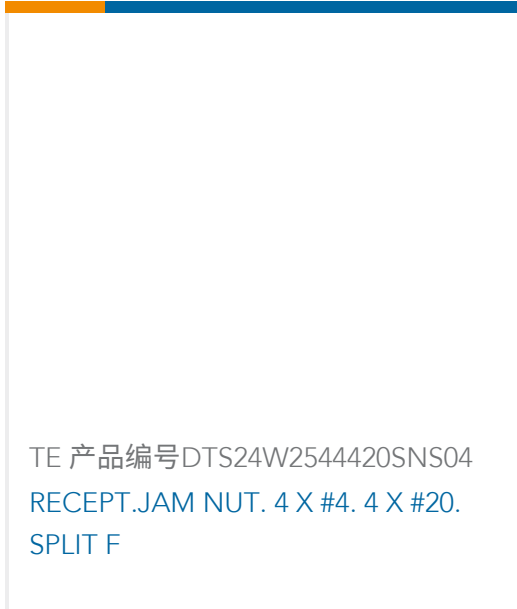 TE 产品编号DTS24W2544420SNS04
RECEPT.JAM NUT. 4 X #4. 4 X #20.
SPLIT F